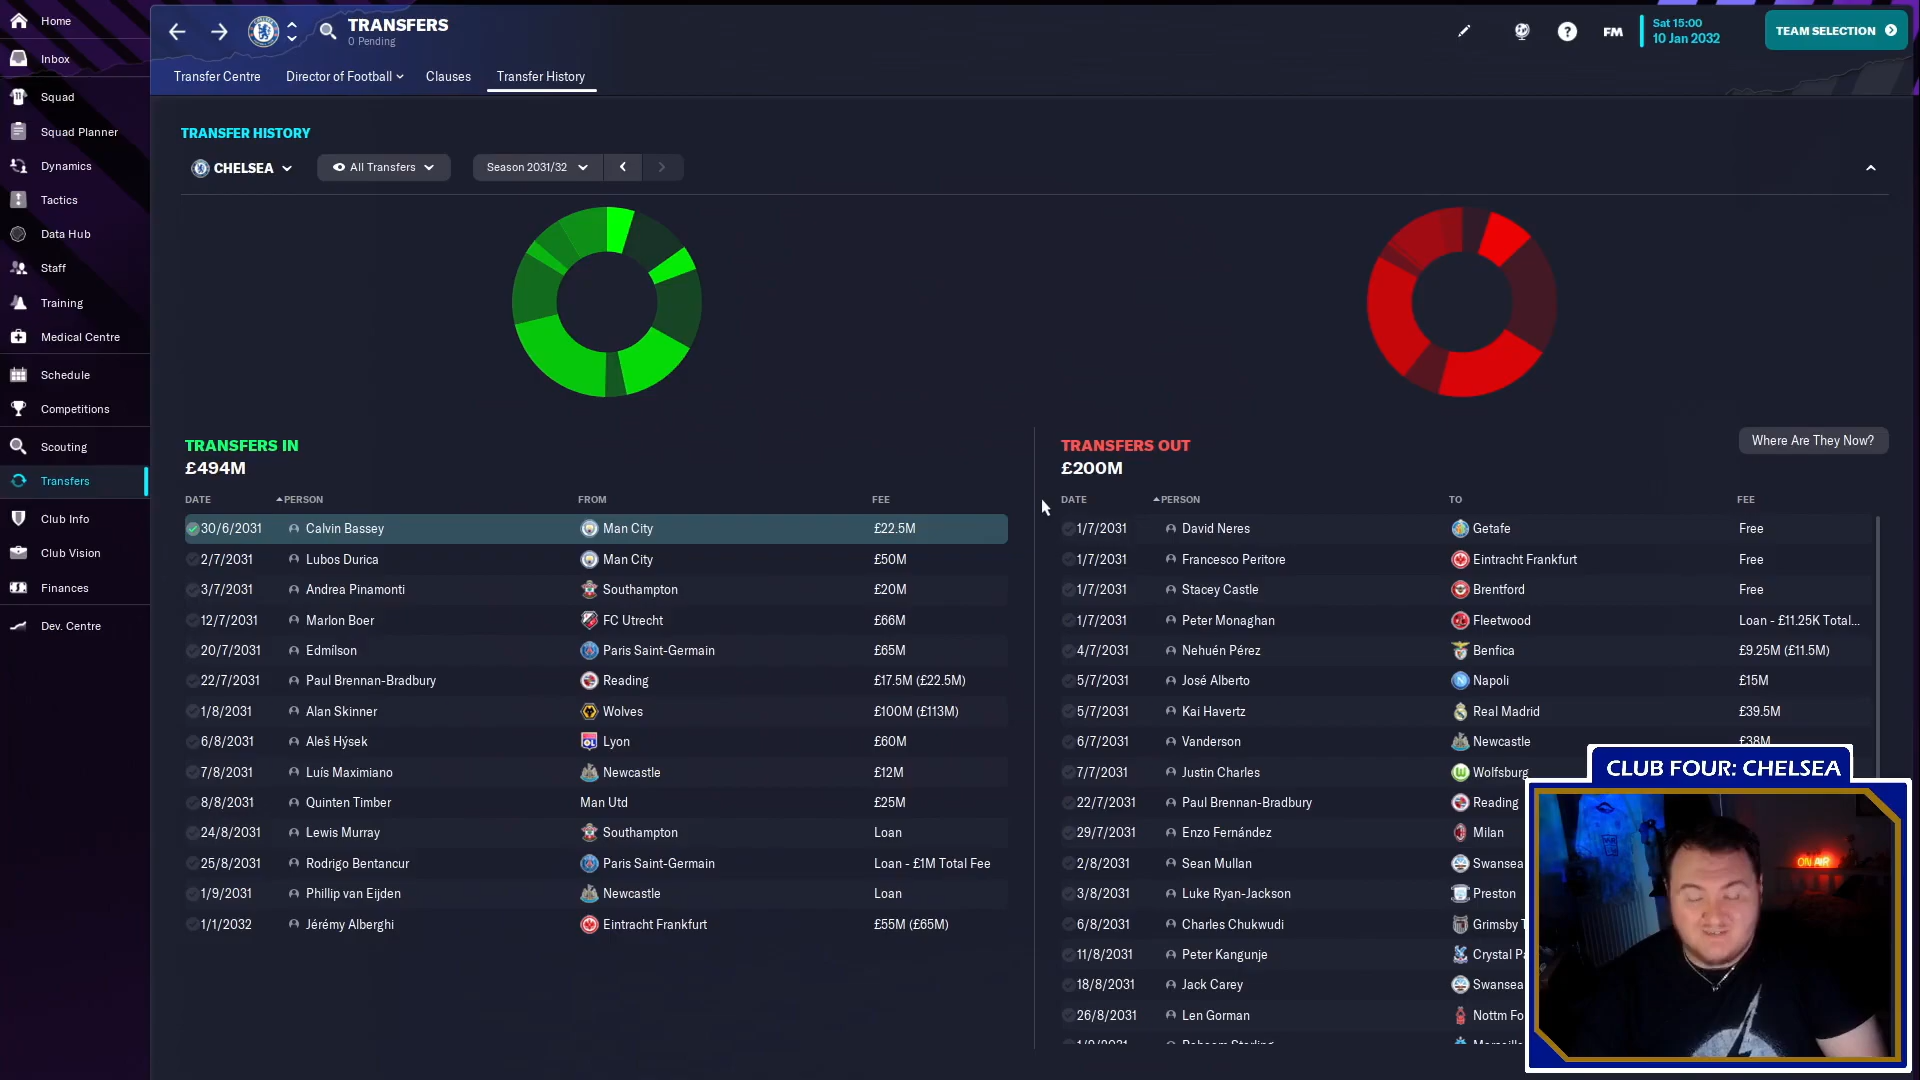 Home
Inbox
Squad
Squad Planner
Dynamics
Tactics
Data Hub
Staff
Training
Medical Centre
Schedule
Competitions
Scouting
Transfers
Club Info
Club Vision
Finances
Dev. Centre
TRANSFERS
0 Pending
FM
Sat 15:00
10 Jan 2032
TEAM SELECTION
Transfer Centre Director of Football Clauses Transfer History
TRANSFER HISTORY
CHELSEA All Transfers Season 2031/32
TRANSFERS IN
£494M
DATE PERSON FROM FEE
30/6/2031 Calvin Bassey Man City £22.5M
2/7/2031 Lubos Durica Man City £50M
3/7/2031 Andrea Pinamonti Southampton £20M
12/7/2031 Marlon Boer FC Utrecht £66M
20/7/2031 Edmílson Paris Saint-Germain £65M
22/7/2031 Paul Brennan-Bradbury Reading £17.5M (£22.5M)
1/8/2031 Alan Skinner Wolves £100M (£113M)
6/8/2031 Aleš Hýsek Lyon £60M
7/8/2031 Luís Maximiano Newcastle £12M
8/8/2031 Quinten Timber Man Utd £25M
24/8/2031 Lewis Murray Southampton Loan
25/8/2031 Rodrigo Bentancur Paris Saint-Germain Loan - £1M Total Fee
1/9/2031 Phillip van Eijden Newcastle Loan
1/1/2032 Jérémy Alberghi Eintracht Frankfurt £55M (£65M)
TRANSFERS OUT
£200M
Where Are They Now?
DATE PERSON TO FEE
1/7/2031 David Neres Getafe Free
1/7/2031 Francesco Peritore Eintracht Frankfurt Free
1/7/2031 Stacey Castle Brentford Free
1/7/2031 Peter Monaghan Fleetwood Loan - £11.25K Total...
4/7/2031 Nehuén Pérez Benfica £9.25M (£11.5M)
5/7/2031 José Alberto Napoli £15M
5/7/2031 Kai Havertz Real Madrid £39.5M
6/7/2031 Vanderson Newcastle £38M
7/7/2031 Justin Charles Wolfsburg
22/7/2031 Paul Brennan-Bradbury Reading
29/7/2031 Enzo Fernández Milan
2/8/2031 Sean Mullan Swansea
3/8/2031 Luke Ryan-Jackson Preston
6/8/2031 Charles Chukwudi Grimsby T
11/8/2031 Peter Kangunje Crystal Pa
18/8/2031 Jack Carey Swansea
26/8/2031 Len Gorman Nottm Fo
CLUB FOUR: CHELSEA
ON AIR